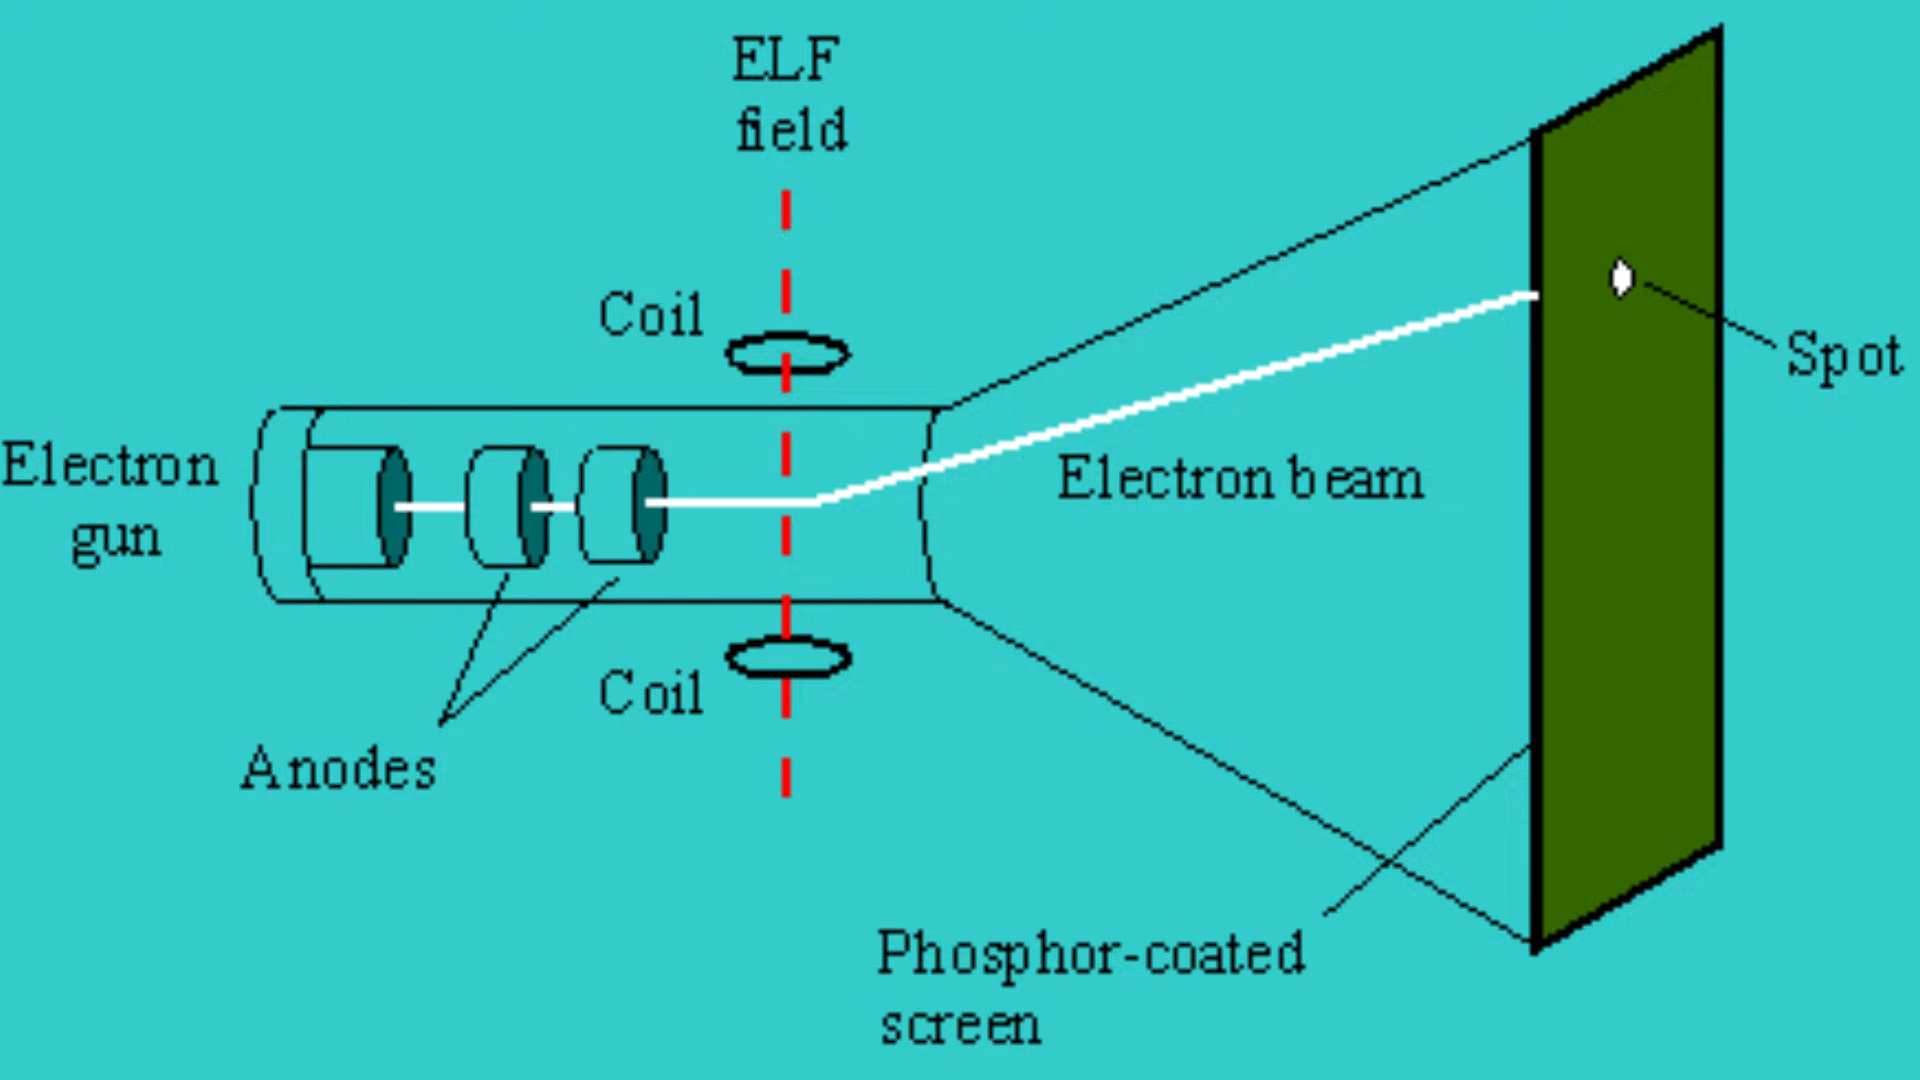 ELF
field
Coil
Spot
Electron
gun
Electron beam
Coil
Anodes
Phosphor-coated
screen